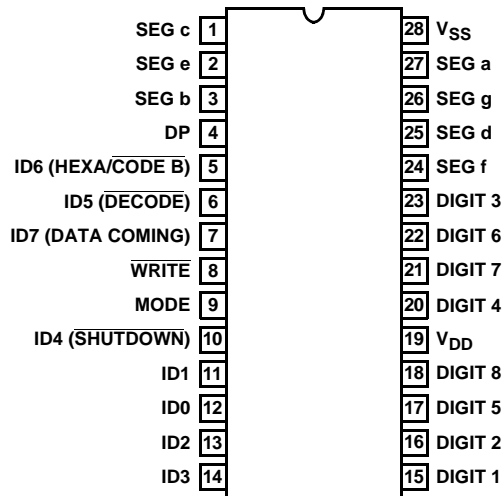 SEG c 1 28 VSS
SEG e 2 27 SEG a
SEG b 3 26 SEG g
DP 4 25 SEG d
ID6 (HEXA/CODE B) 5 24 SEG f
ID5 (DECODE) 6 23 DIGIT 3
ID7 (DATA COMING) 7 22 DIGIT 6
WRITE 8 21 DIGIT 7
MODE 9 20 DIGIT 4
ID4 (SHUTDOWN) 10 19 VDD
ID1 11 18 DIGIT 8
ID0 12 17 DIGIT 5
ID2 13 16 DIGIT 2
ID3 14 15 DIGIT 1